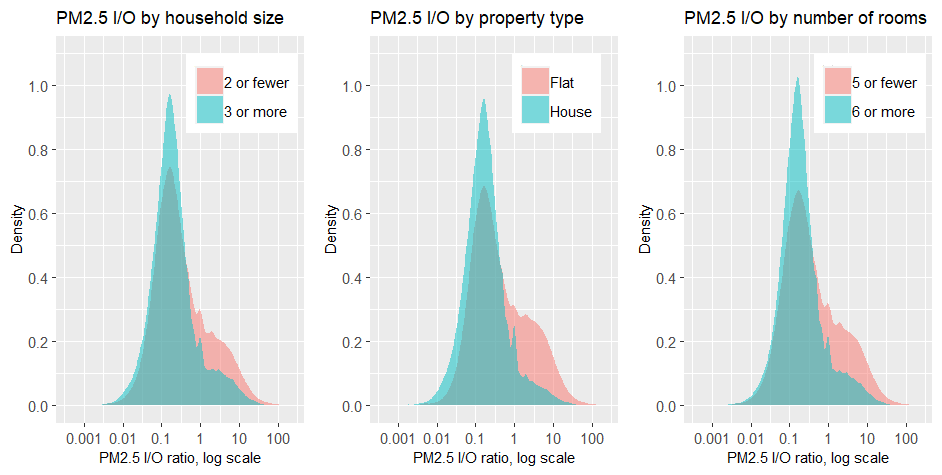 PM2.5 I/O by household size
2 or fewer
3 or more
Density
1.0
0.8
0.6
0.4
0.2
0.0
0.001 0.01 0.1 1 10 100
PM2.5 I/O ratio, log scale
PM2.5 I/O by property type
Flat
House
Density
1.0
0.8
0.6
0.4
0.2
0.0
0.001 0.01 0.1 1 10 100
PM2.5 I/O ratio, log scale
PM2.5 I/O by number of rooms
5 or fewer
6 or more
Density
1.0
0.8
0.6
0.4
0.2
0.0
0.001 0.01 0.1 1 10 100
PM2.5 I/O ratio, log scale